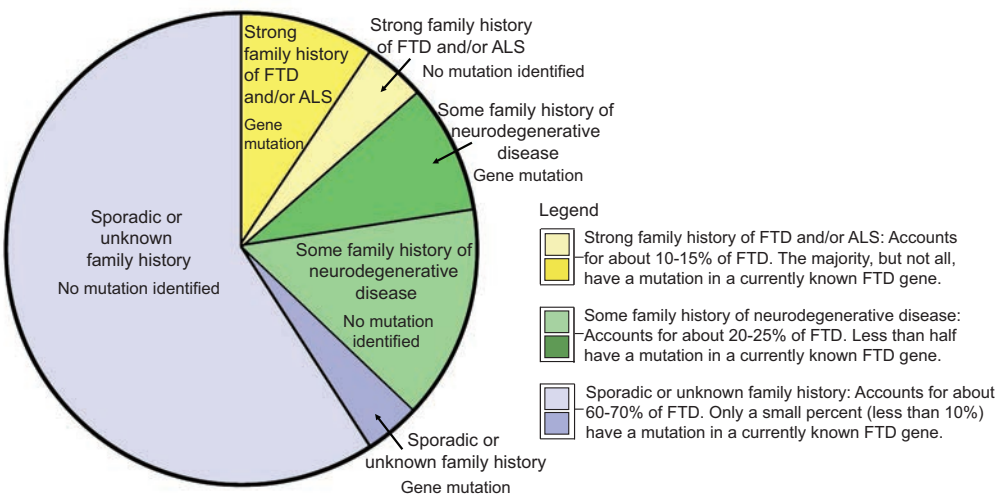 Strong
family history
of FTD
and/or ALS
Gene
mutation
Strong family history
of FTD and/or ALS
No mutation identified
Some family history of
neurodegenerative
disease
Gene mutation
Some family history of
neurodegenerative
disease
No mutation
identified
Sporadic or
unknown family history
Gene mutation
Sporadic or
unknown
family history
No mutation identified
Legend
Strong family history of FTD and/or ALS: Accounts
for about 10-15% of FTD. The majority, but not all,
have a mutation in a currently known FTD gene.
Some family history of neurodegenerative disease:
Accounts for about 20-25% of FTD. Less than half
have a mutation in a currently known FTD gene.
Sporadic or unknown family history: Accounts for about
60-70% of FTD. Only a small percent (less than 10%)
have a mutation in a currently known FTD gene.